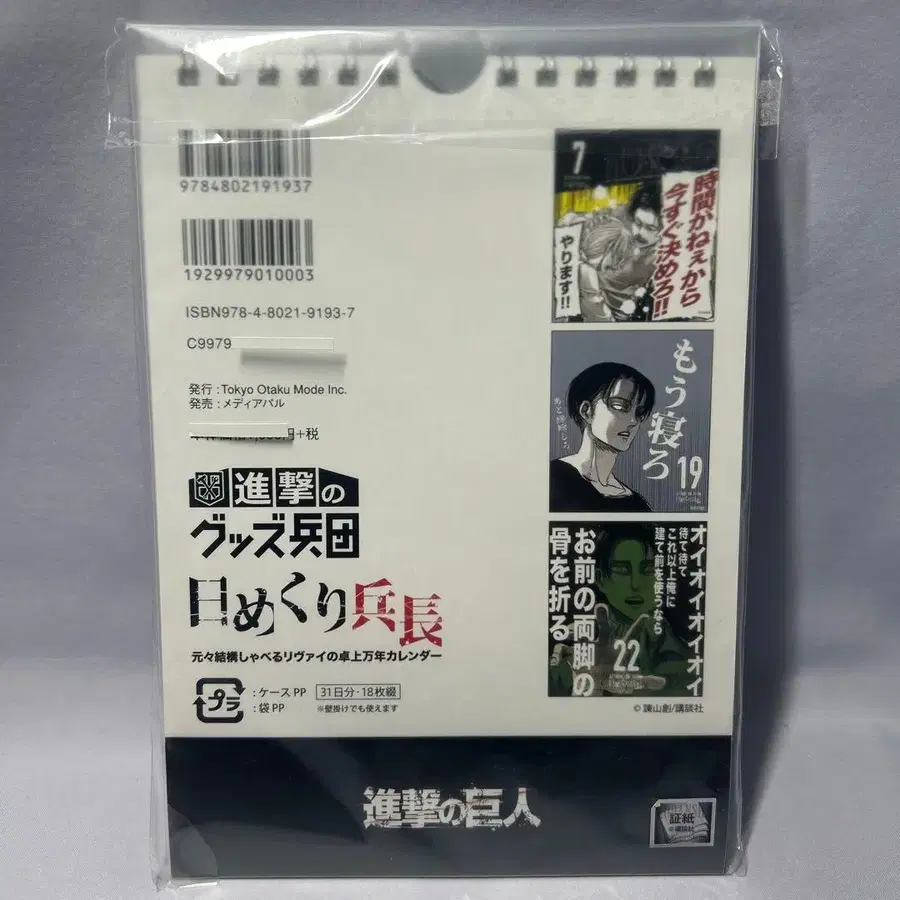 9784802191937
1929979010003
ISBN978-4-8021-9193-7
C9979
発行 : Tokyo Otaku Mode Inc.
発売 : メディアパル
円+税
進撃の
グッズ兵団
日めくり兵長
元々結構しゃべるリヴァイの卓上万年カレンダー
プラ
: ケース PP
: 袋 PP
31日分・18枚綴
※壁掛けでも使えます
7
時間がねぇから
今すぐ決めろ!!
やります!!
もう寝ろ
19
オイオイオイオイオイ
待て待て
これ以上俺に
建て前を使うなら
お前の両脚の
骨を折る
22
© 諫山創/講談社
進撃の巨人
証紙
©講談社